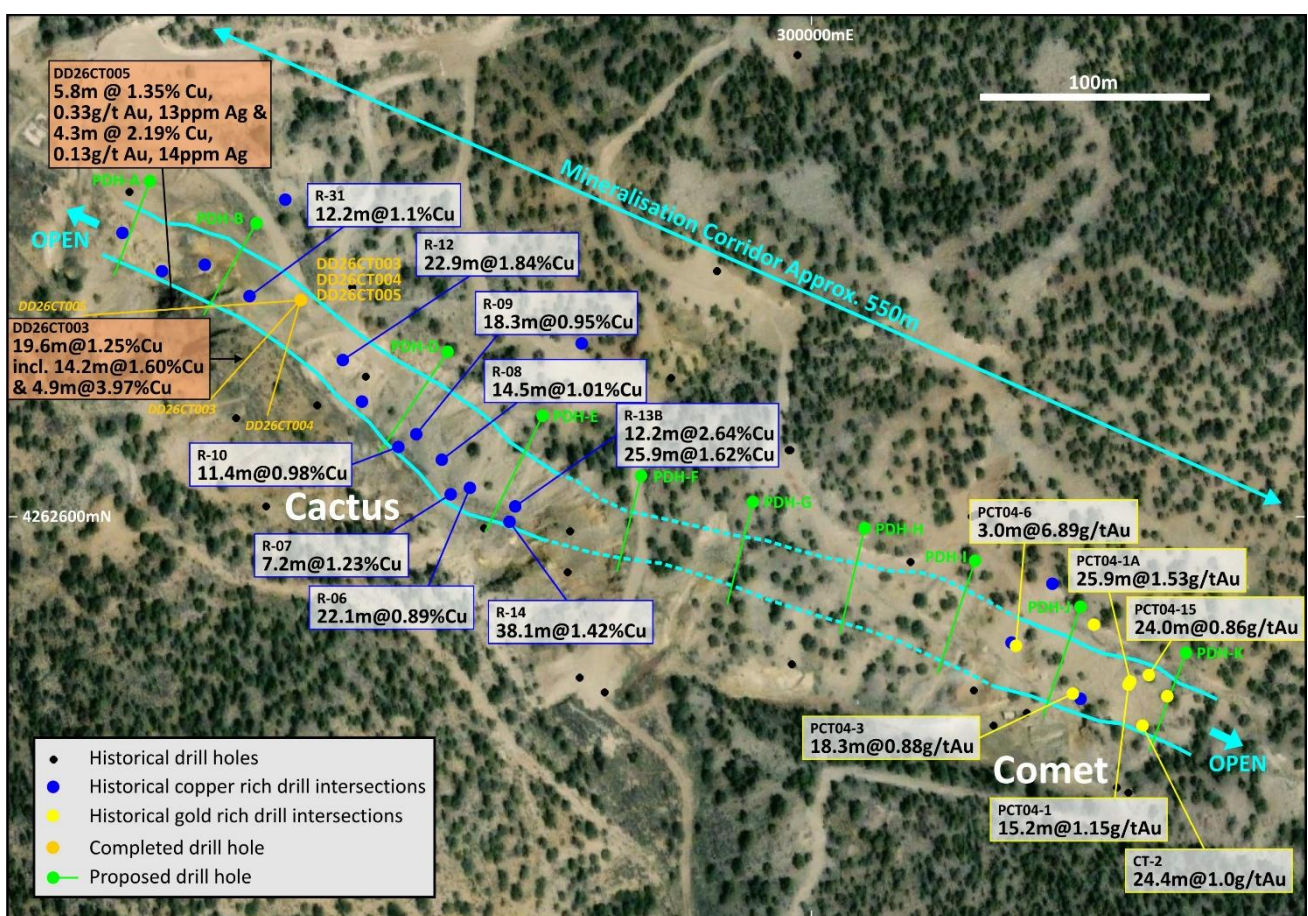 300000mE
100m
Mineralisation Corridor Approx. 550m
DD26CT005
5.8m @ 1.35% Cu,
0.33g/t Au, 13ppm Ag &
4.3m @ 2.19% Cu,
0.13g/t Au, 14ppm Ag
PDH-A
PDH-B
OPEN
R-31
12.2m@1.1%Cu
R-12
22.9m@1.84%Cu
DD26CT003
DD26CT004
DD26CT005
R-09
18.3m@0.95%Cu
DD26CT005
DD26CT003
19.6m@1.25%Cu
incl. 14.2m@1.60%Cu
& 4.9m@3.97%Cu
PDH-D
R-08
14.5m@1.01%Cu
DD26CT003
DD26CT004
PDH-E
R-13B
12.2m@2.64%Cu
25.9m@1.62%Cu
R-10
11.4m@0.98%Cu
Cactus
4262600mN
PDH-F
PDH-G
PDH-H
PDH-I
PCT04-6
3.0m@6.89g/tAu
R-07
7.2m@1.23%Cu
PCT04-1A
25.9m@1.53g/tAu
R-06
22.1m@0.89%Cu
R-14
38.1m@1.42%Cu
PDH-J
PCT04-15
24.0m@0.86g/tAu
PDH-K
PCT04-3
18.3m@0.88g/tAu
Comet
OPEN
PCT04-1
15.2m@1.15g/tAu
CT-2
24.4m@1.0g/tAu
Historical drill holes
Historical copper rich drill intersections
Historical gold rich drill intersections
Completed drill hole
Proposed drill hole